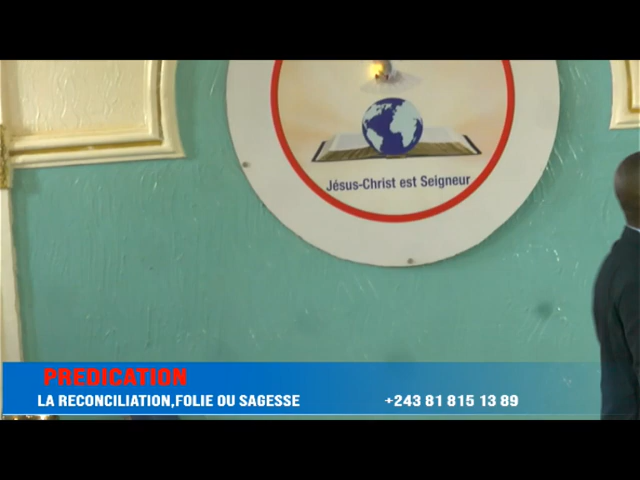 Jésus-Christ est Seigneur
PREDICATION
LA RECONCILIATION,FOLIE OU SAGESSE +243 81 815 13 89